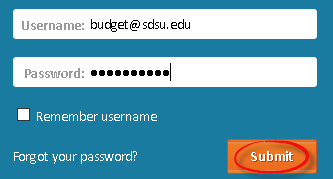 Username: budget@sdsu.edu
Password: ●●●●●●●●●●
Remember username
Forgot your password?
Submit